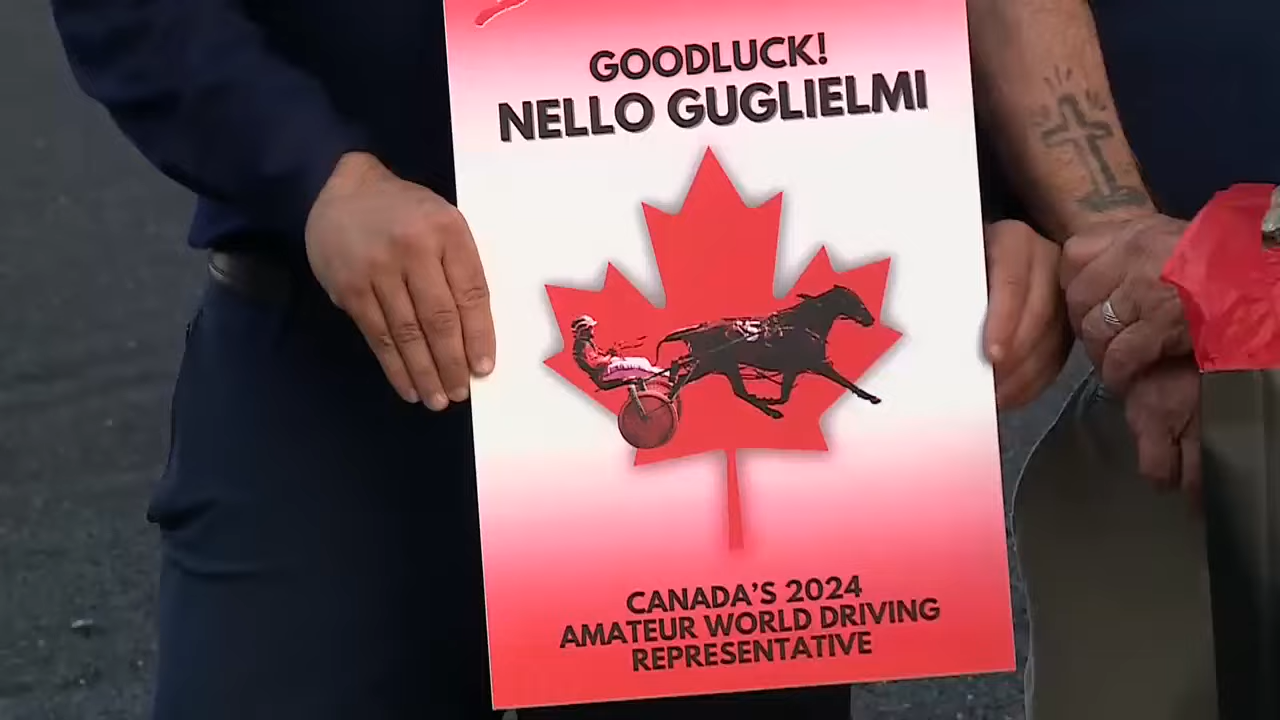 GOODLUCK!
NELLO GUGLIELMI
CANADA'S 2024
AMATEUR WORLD DRIVING
REPRESENTATIVE